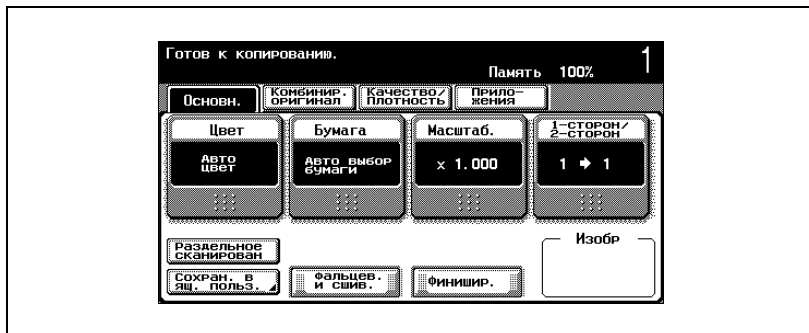 Готов к копированию.
Память 100% 1
Основн.
Комбинир. оригинал
Качество/ Плотность
Прило- жения
Цвет
Бумага
Масштаб.
1-сторон/ 2-сторон
Авто цвет
Авто выбор бумаги
x 1.000
1 ➔ 1
Изобр
Раздельное сканирован
Сохран. в ящ. польз.
Фальцев. и сшив.
Финишир.